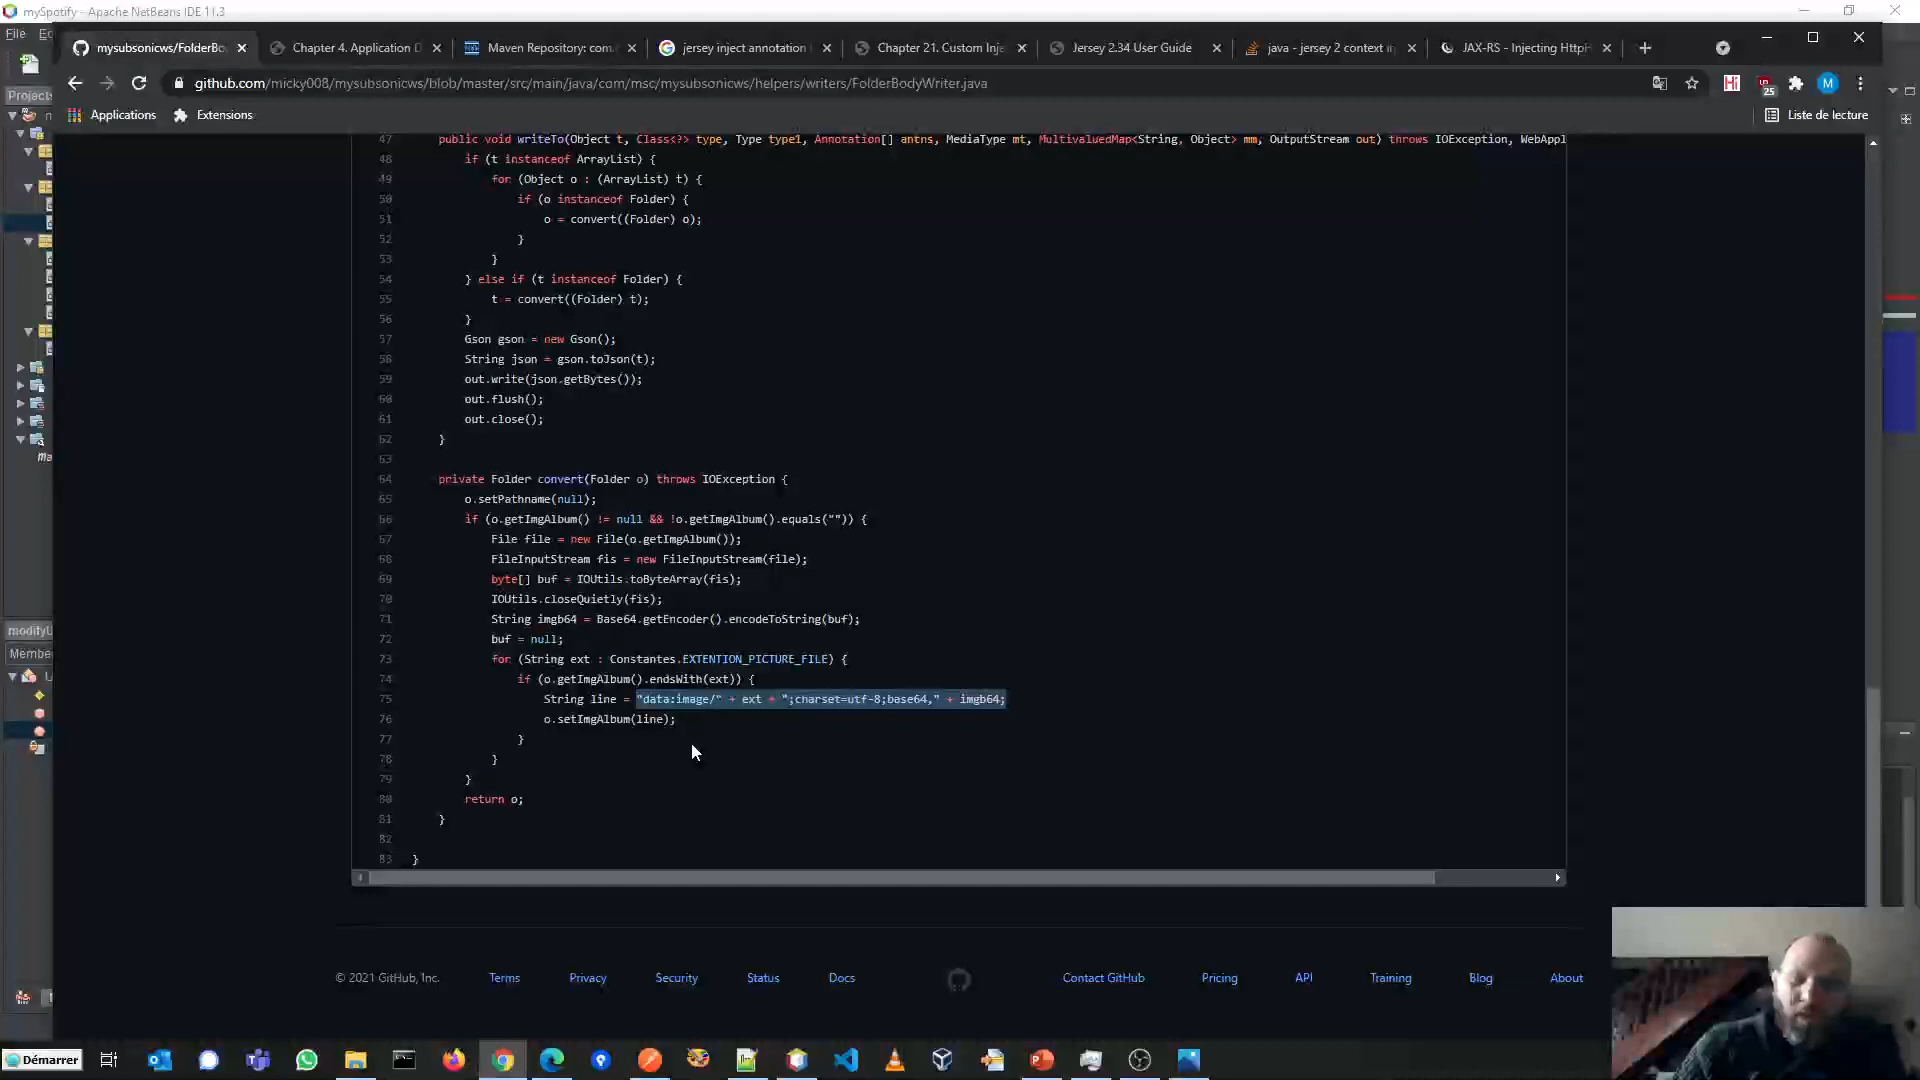 mySpotify - Apache NetBeans IDE 11.3
File
mysubsonicws/FolderBo
Chapter 4. Application D
Maven Repository: com.
jersey inject annotation
Chapter 21. Custom Inje
Jersey 2.34 User Guide
java - jersey 2 context in
JAX-RS - Injecting HttpH
github.com/micky008/mysubsonicws/blob/master/src/main/java/com/msc/mysubsonicws/helpers/writers/FolderBodyWriter.java
25
M
Projects
Applications
Extensions
Liste de lecture
47 public void writeTo(Object t, Class<?> type, Type type1, Annotation[] antns, MediaType mt, MultivaluedMap<String, Object> mm, OutputStream out) throws IOException, WebAppl
48 if (t instanceof ArrayList) {
49 for (Object o : (ArrayList) t) {
50 if (o instanceof Folder) {
51 o = convert((Folder) o);
52 }
53 }
54 } else if (t instanceof Folder) {
55 t = convert((Folder) t);
56 }
57 Gson gson = new Gson();
58 String json = gson.toJson(t);
59 out.write(json.getBytes());
60 out.flush();
61 out.close();
62 }
63
64 private Folder convert(Folder o) throws IOException {
65 o.setPathname(null);
66 if (o.getImgAlbum() != null && !o.getImgAlbum().equals("")) {
67 File file = new File(o.getImgAlbum());
68 FileInputStream fis = new FileInputStream(file);
69 byte[] buf = IOUtils.toByteArray(fis);
70 IOUtils.closeQuietly(fis);
71 String imgb64 = Base64.getEncoder().encodeToString(buf);
72 buf = null;
73 for (String ext : Constantes.EXTENTION_PICTURE_FILE) {
74 if (o.getImgAlbum().endsWith(ext)) {
75 String line = "data:image/" + ext + ";charset=utf-8;base64," + imgb64;
76 o.setImgAlbum(line);
77 }
78 }
79 }
80 return o;
81 }
82
83 }
modifyU
Membe
© 2021 GitHub, Inc.
Terms
Privacy
Security
Status
Docs
Contact GitHub
Pricing
API
Training
Blog
About
Démarrer